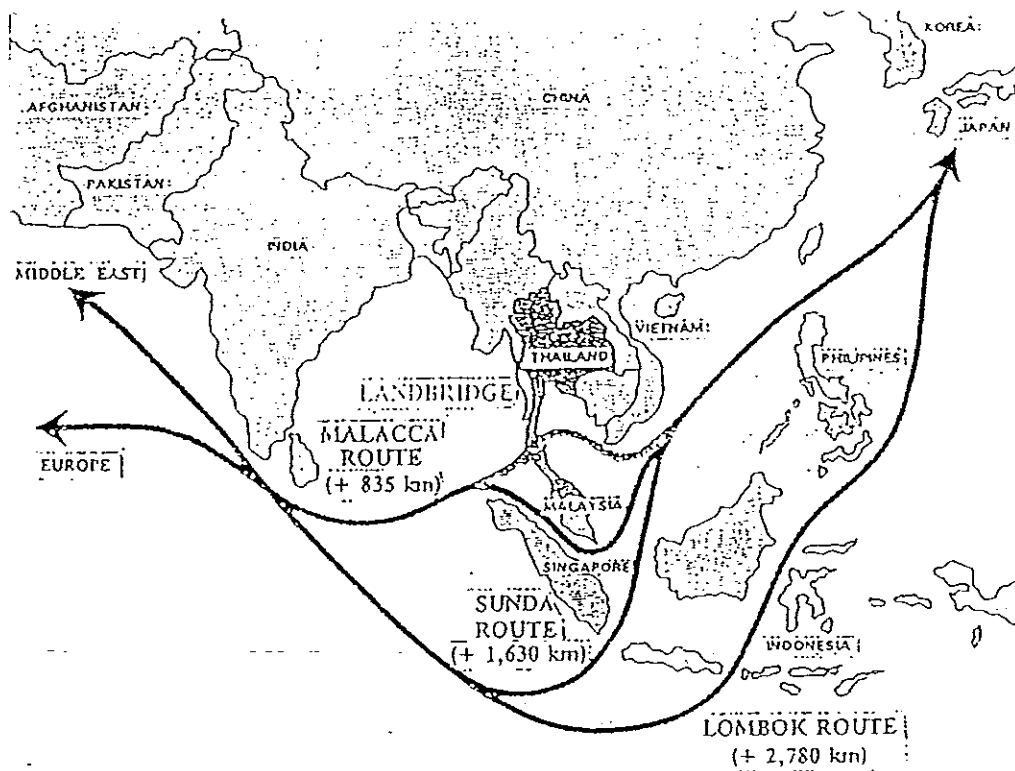 KOREA
AFGHANISTAN
CHINA
JAPAN
PAKISTAN
INDIA
MIDDLE EAST
VIETNAM
THAILAND
PHILIPINES
LANDBRIDGE
MALACCA
ROUTE
(+ 835 km)
EUROPE
MALAYSIA
SINGAPORE
SUNDA
ROUTE
(+ 1,630 km)
INDONESIA
LOMBOK ROUTE
(+ 2,780 km)